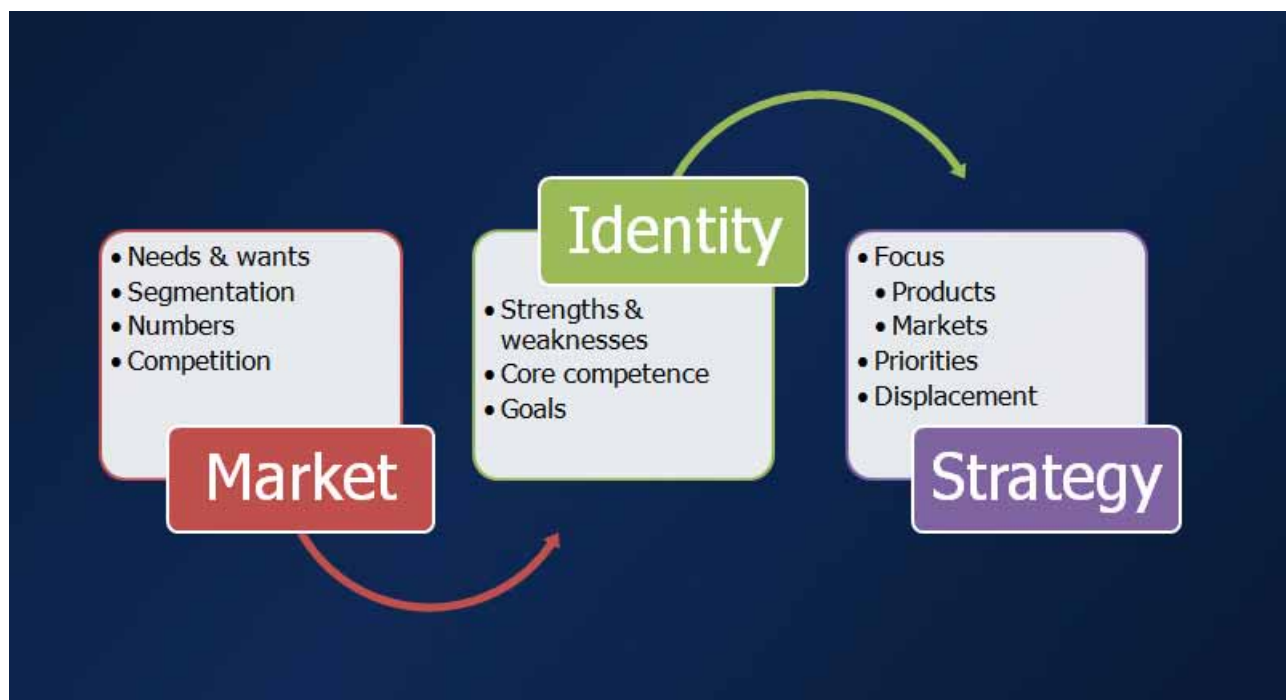 • Needs & wants
• Segmentation
• Numbers
• Competition
Market
Identity
• Strengths &
weaknesses
• Core competence
• Goals
• Focus
• Products
• Markets
• Priorities
• Displacement
Strategy